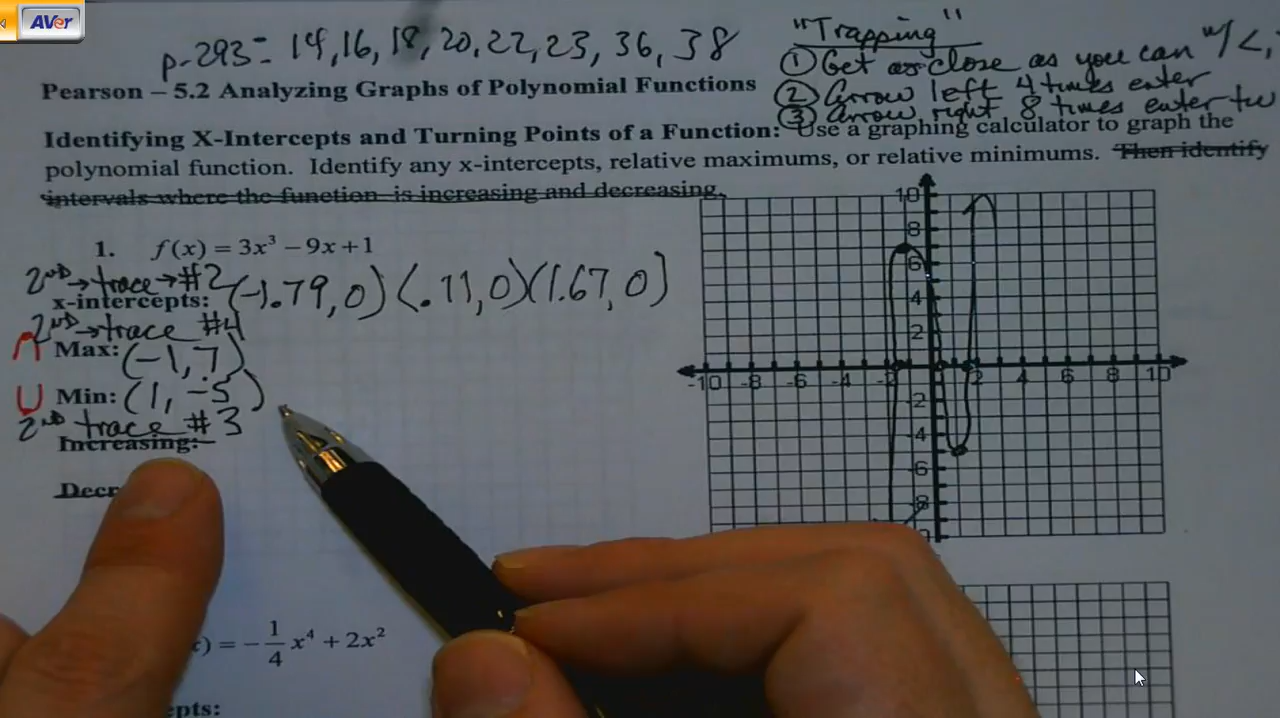 AVer
p-293= 14,16, 18, 20, 22, 23, 36, 38
"Trapping"
① Get as close as you can w/ <,
② Arrow left 4 times enter
③ Arrow right 8 times enter
Pearson – 5.2 Analyzing Graphs of Polynomial Functions
Identifying X-Intercepts and Turning Points of a Function: Use a graphing calculator to graph the
polynomial function. Identify any x-intercepts, relative maximums, or relative minimums. Then identify
intervals where the function is increasing and decreasing.
1. f(x) = 3x³ – 9x + 1
2ND → trace → #2
x-intercepts: (-1.79, 0) (.11, 0) (1.67, 0)
2ND → trace #4
Max: (-1, 7)
Min: (1, -5)
2ND trace #3
Increasing:
Decr
10
8
6
4
2
-10 -8 -6 -4 -2 2 4 6 8 10
-2
-4
-6
-8
) = -1/4 x⁴ + 2x²
epts: